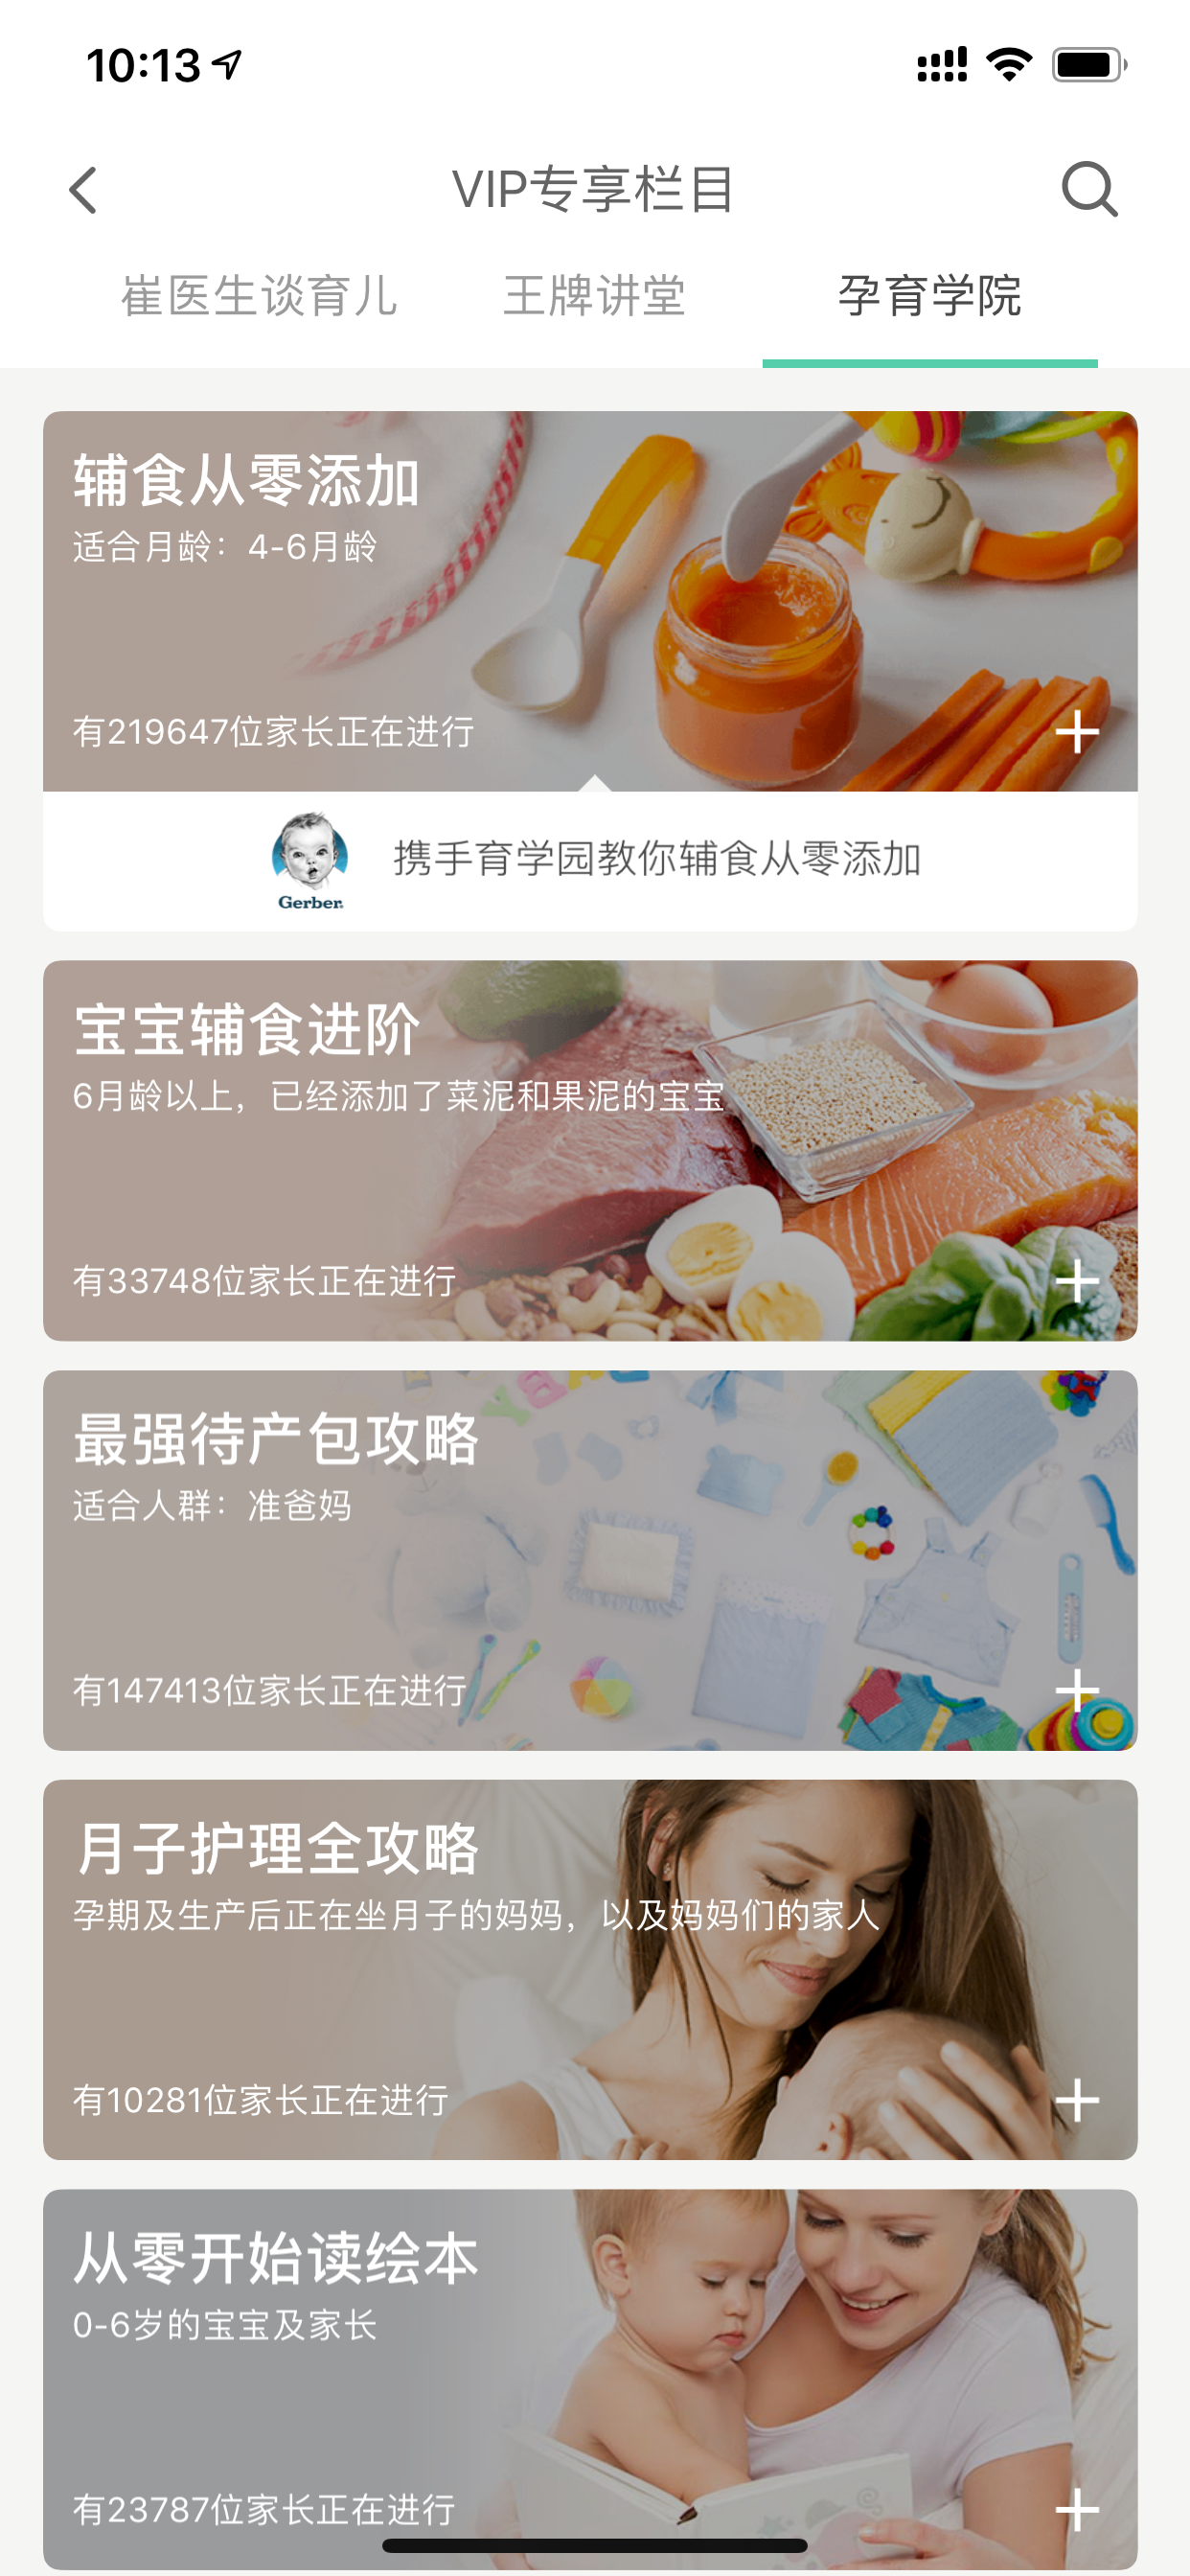 10:13
VIP专享栏目
崔医生谈育儿 王牌讲堂 孕育学院
辅食从零添加
适合月龄：4-6月龄
有219647位家长正在进行
Gerber
携手育学园教你辅食从零添加
宝宝辅食进阶
6月龄以上，已经添加了菜泥和果泥的宝宝
有33748位家长正在进行
最强待产包攻略
适合人群：准爸妈
有147413位家长正在进行
月子护理全攻略
孕期及生产后正在坐月子的妈妈，以及妈妈们的家人
有10281位家长正在进行
从零开始读绘本
0-6岁的宝宝及家长
有23787位家长正在进行